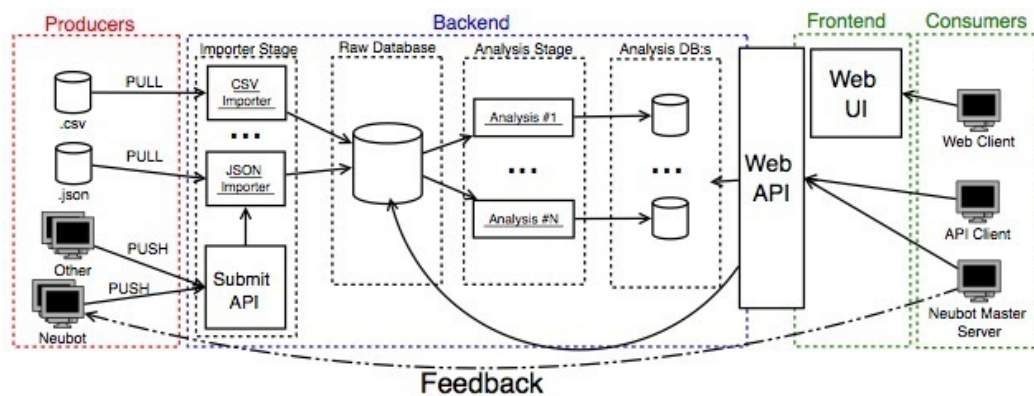 Producers
Backend
Frontend
Consumers
Importer Stage
Raw Database
Analysis Stage
Analysis DB:s
PULL
.csv
CSV
Importer
...
PULL
.json
JSON
Importer
Other
PUSH
PUSH
Neubot
Submit
API
Analysis #1
...
Analysis #N
...
Web
API
Web
UI
Web Client
API Client
Neubot Master
Server
Feedback